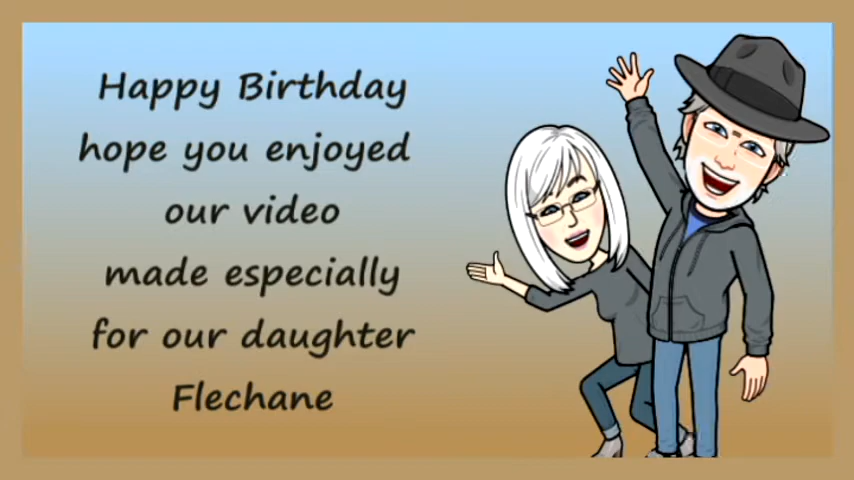 Happy Birthday
hope you enjoyed
our video
made especially
for our daughter
Flechane